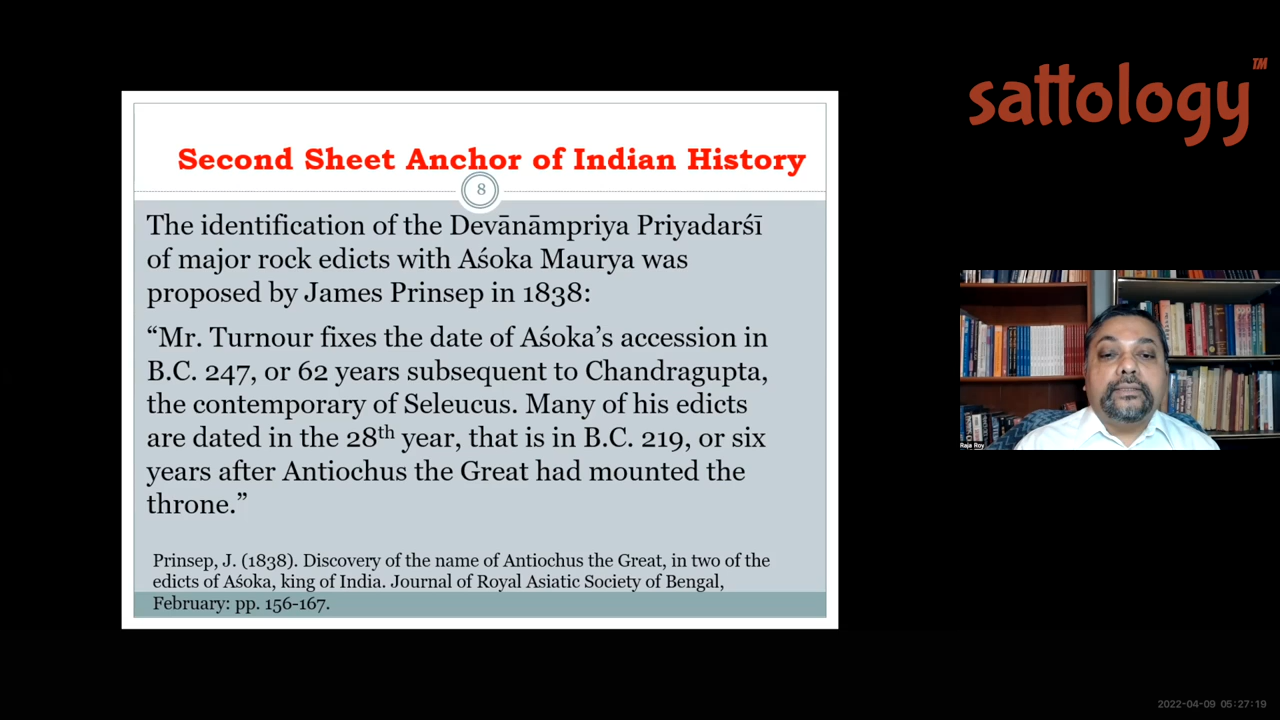 sattology™
Second Sheet Anchor of Indian History
8
The identification of the Devānāmpriya Priyadarśī
of major rock edicts with Aśoka Maurya was
proposed by James Prinsep in 1838:
“Mr. Turnour fixes the date of Aśoka’s accession in
B.C. 247, or 62 years subsequent to Chandragupta,
the contemporary of Seleucus. Many of his edicts
are dated in the 28th year, that is in B.C. 219, or six
years after Antiochus the Great had mounted the
throne.”
Prinsep, J. (1838). Discovery of the name of Antiochus the Great, in two of the
edicts of Aśoka, king of India. Journal of Royal Asiatic Society of Bengal,
February: pp. 156-167.
Raja Roy
2022-04-09 05:27:19